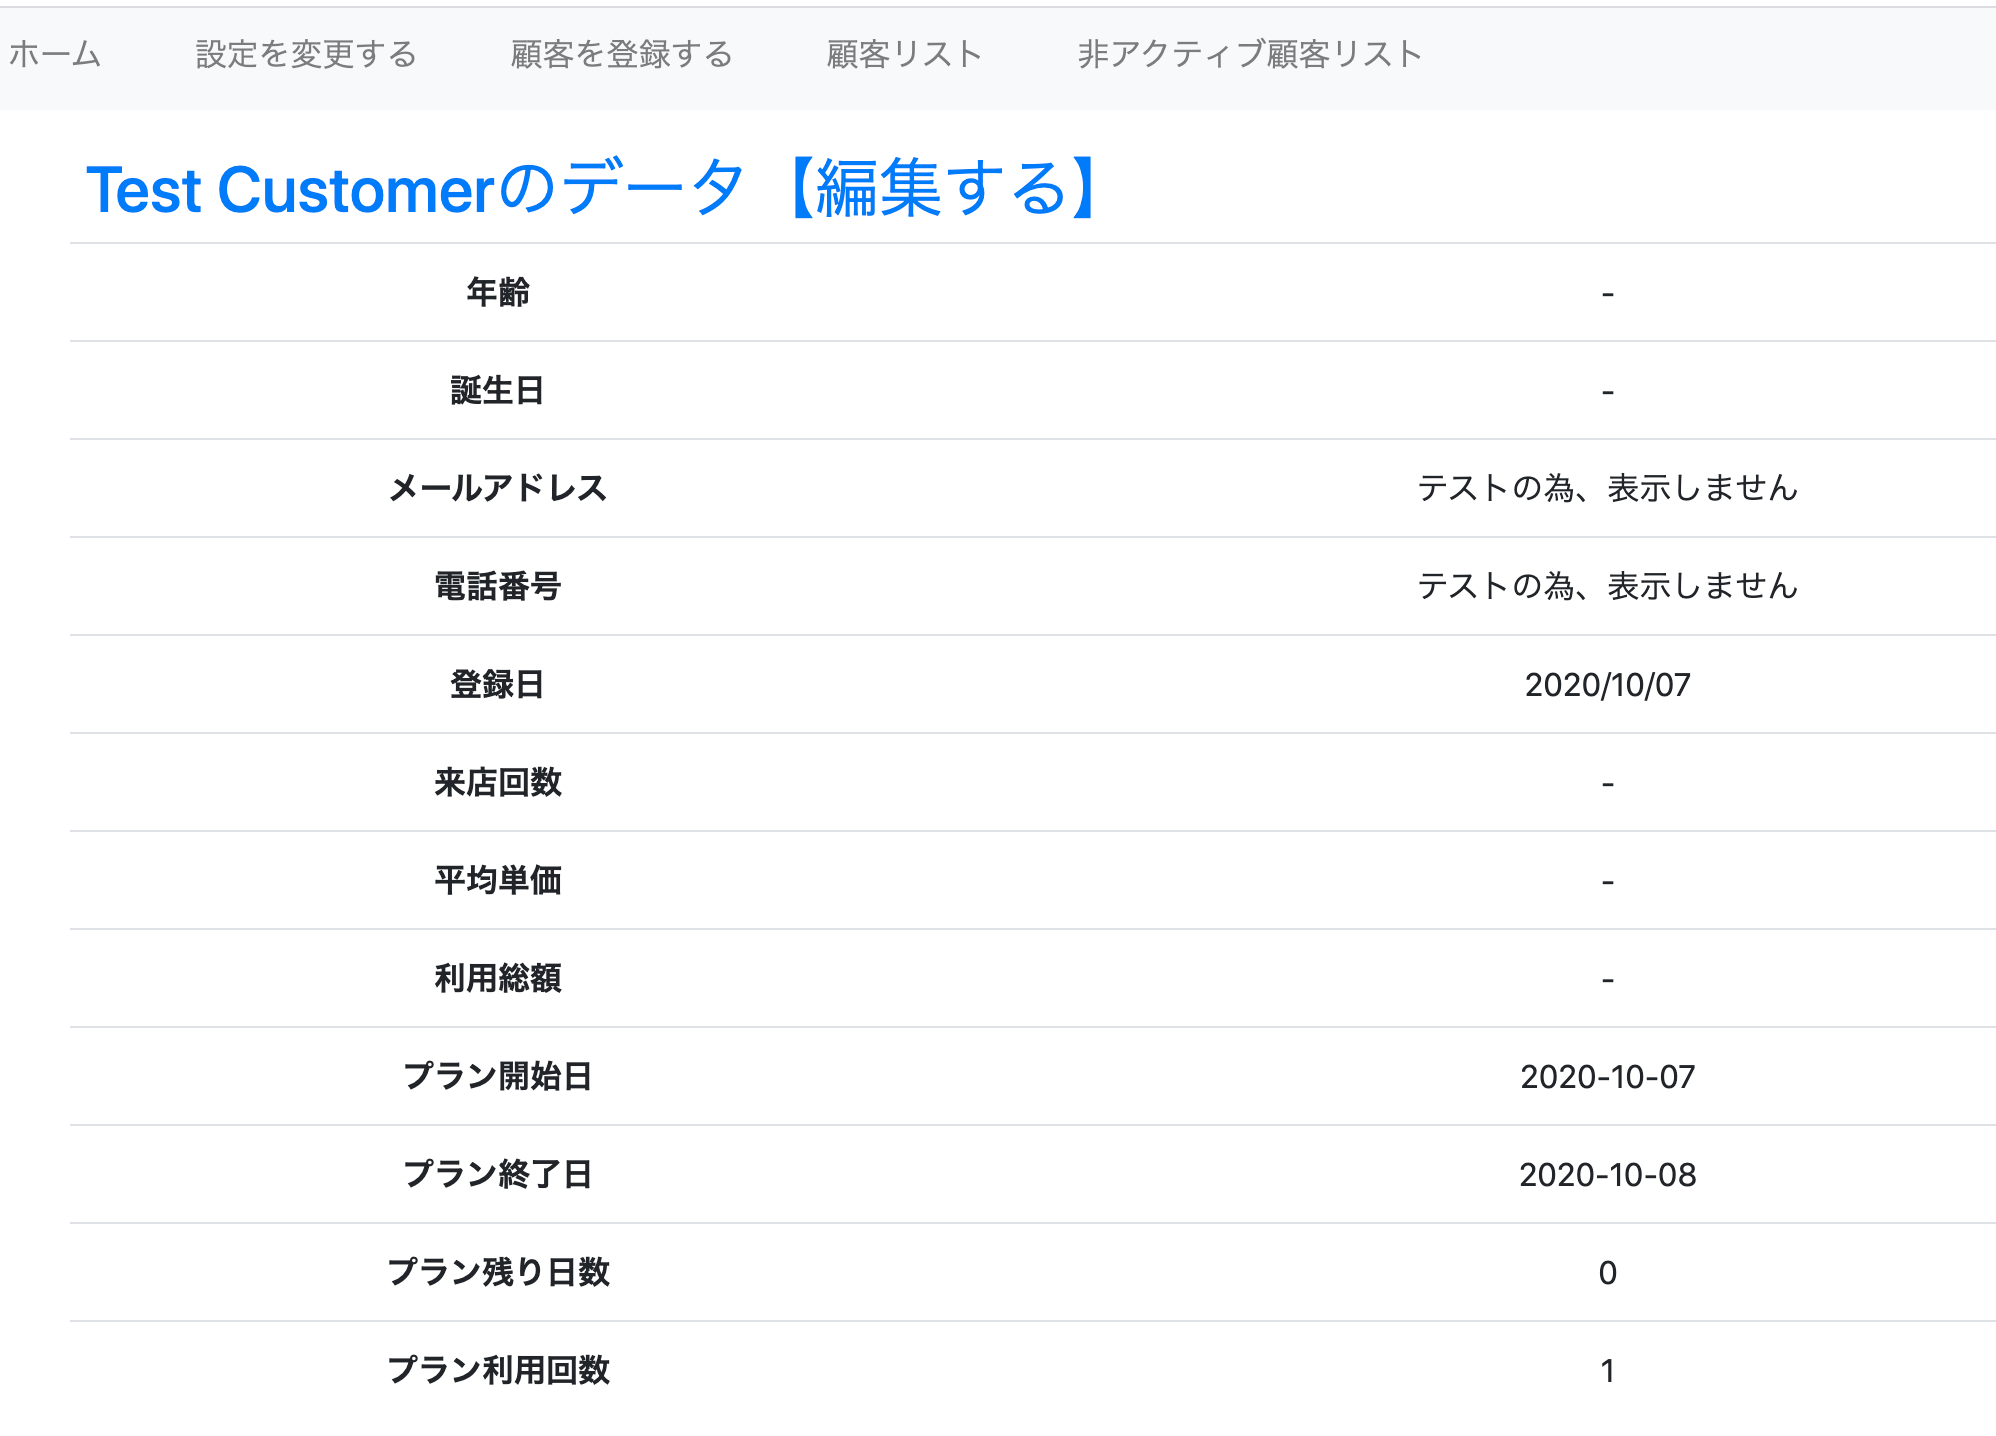 ホーム 設定を変更する 顧客を登録する 顧客リスト 非アクティブ顧客リスト
Test Customerのデータ【編集する】
年齢 -
誕生日 -
メールアドレス テストの為、表示しません
電話番号 テストの為、表示しません
登録日 2020/10/07
来店回数 -
平均単価 -
利用総額 -
プラン開始日 2020-10-07
プラン終了日 2020-10-08
プラン残り日数 0
プラン利用回数 1